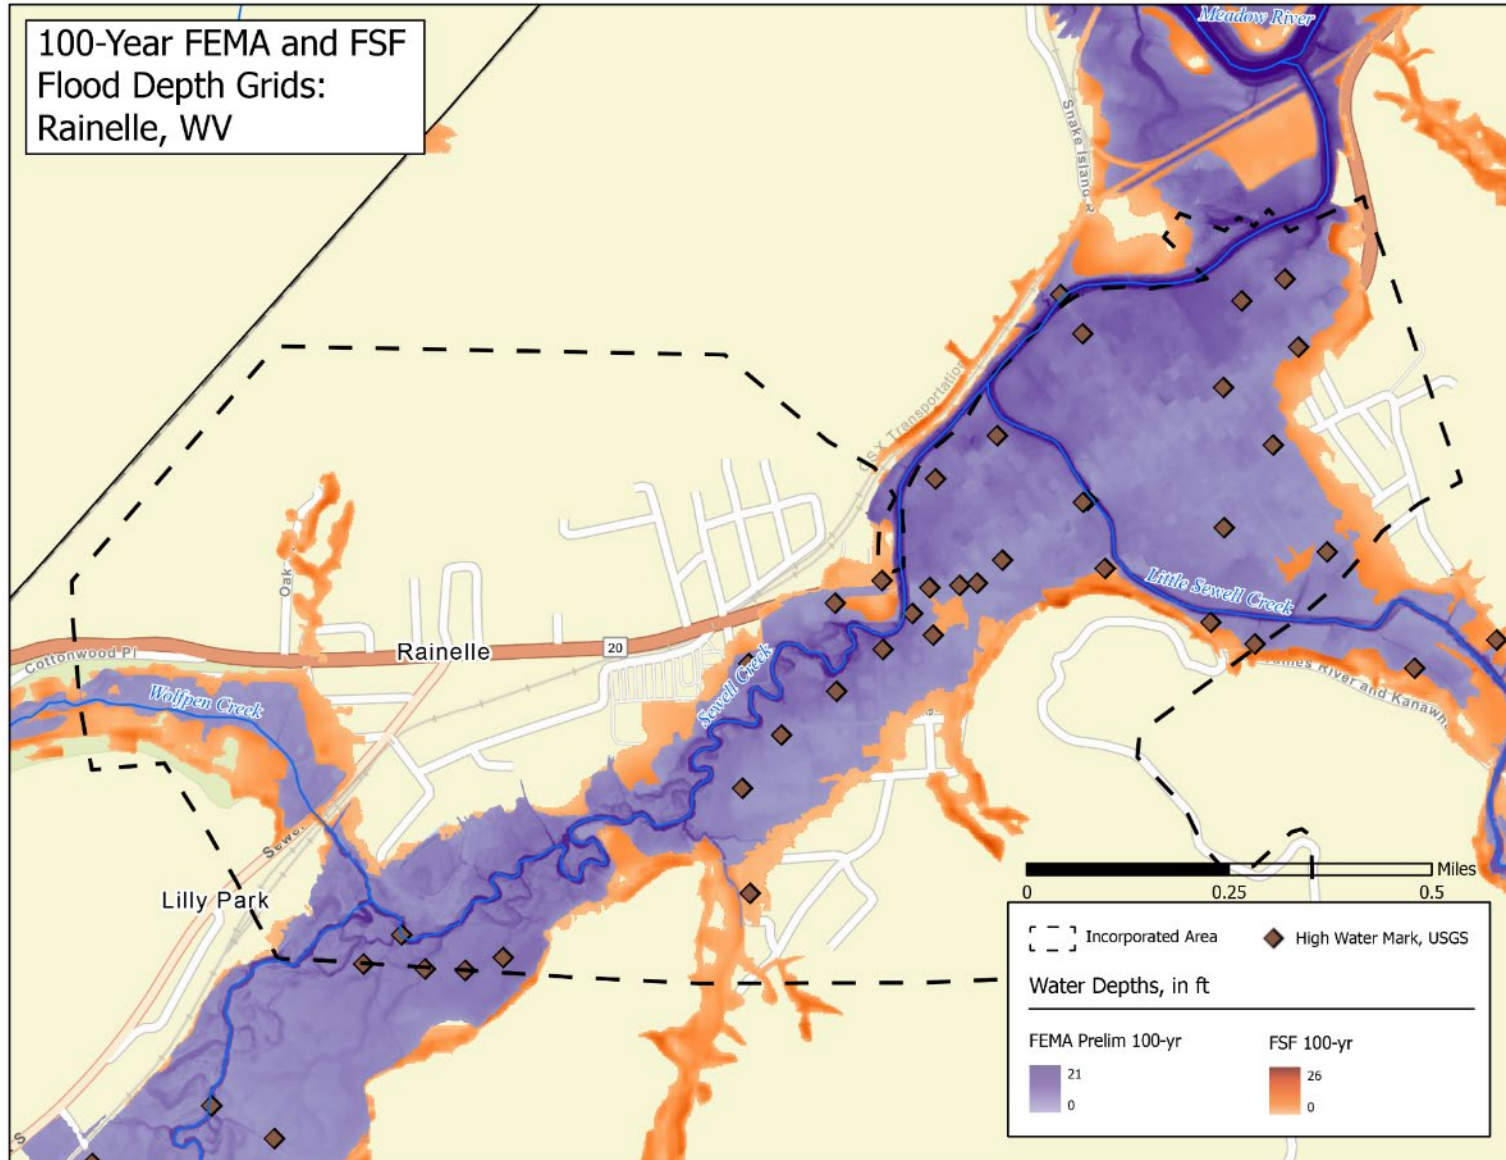 100-Year FEMA and FSF
Flood Depth Grids:
Rainelle, WV
Meadow River
Snake Island R
CSX Transportation
Oak
Little Sewell Creek
20
Rainelle
Cottonwood Pl
Wolfpen Creek
Sewell Creek
James River and Kanawh
Sewel
Lilly Park
Miles
0
0.25
0.5
Incorporated Area
High Water Mark, USGS
Water Depths, in ft
FEMA Prelim 100-yr
FSF 100-yr
21
0
26
0
S